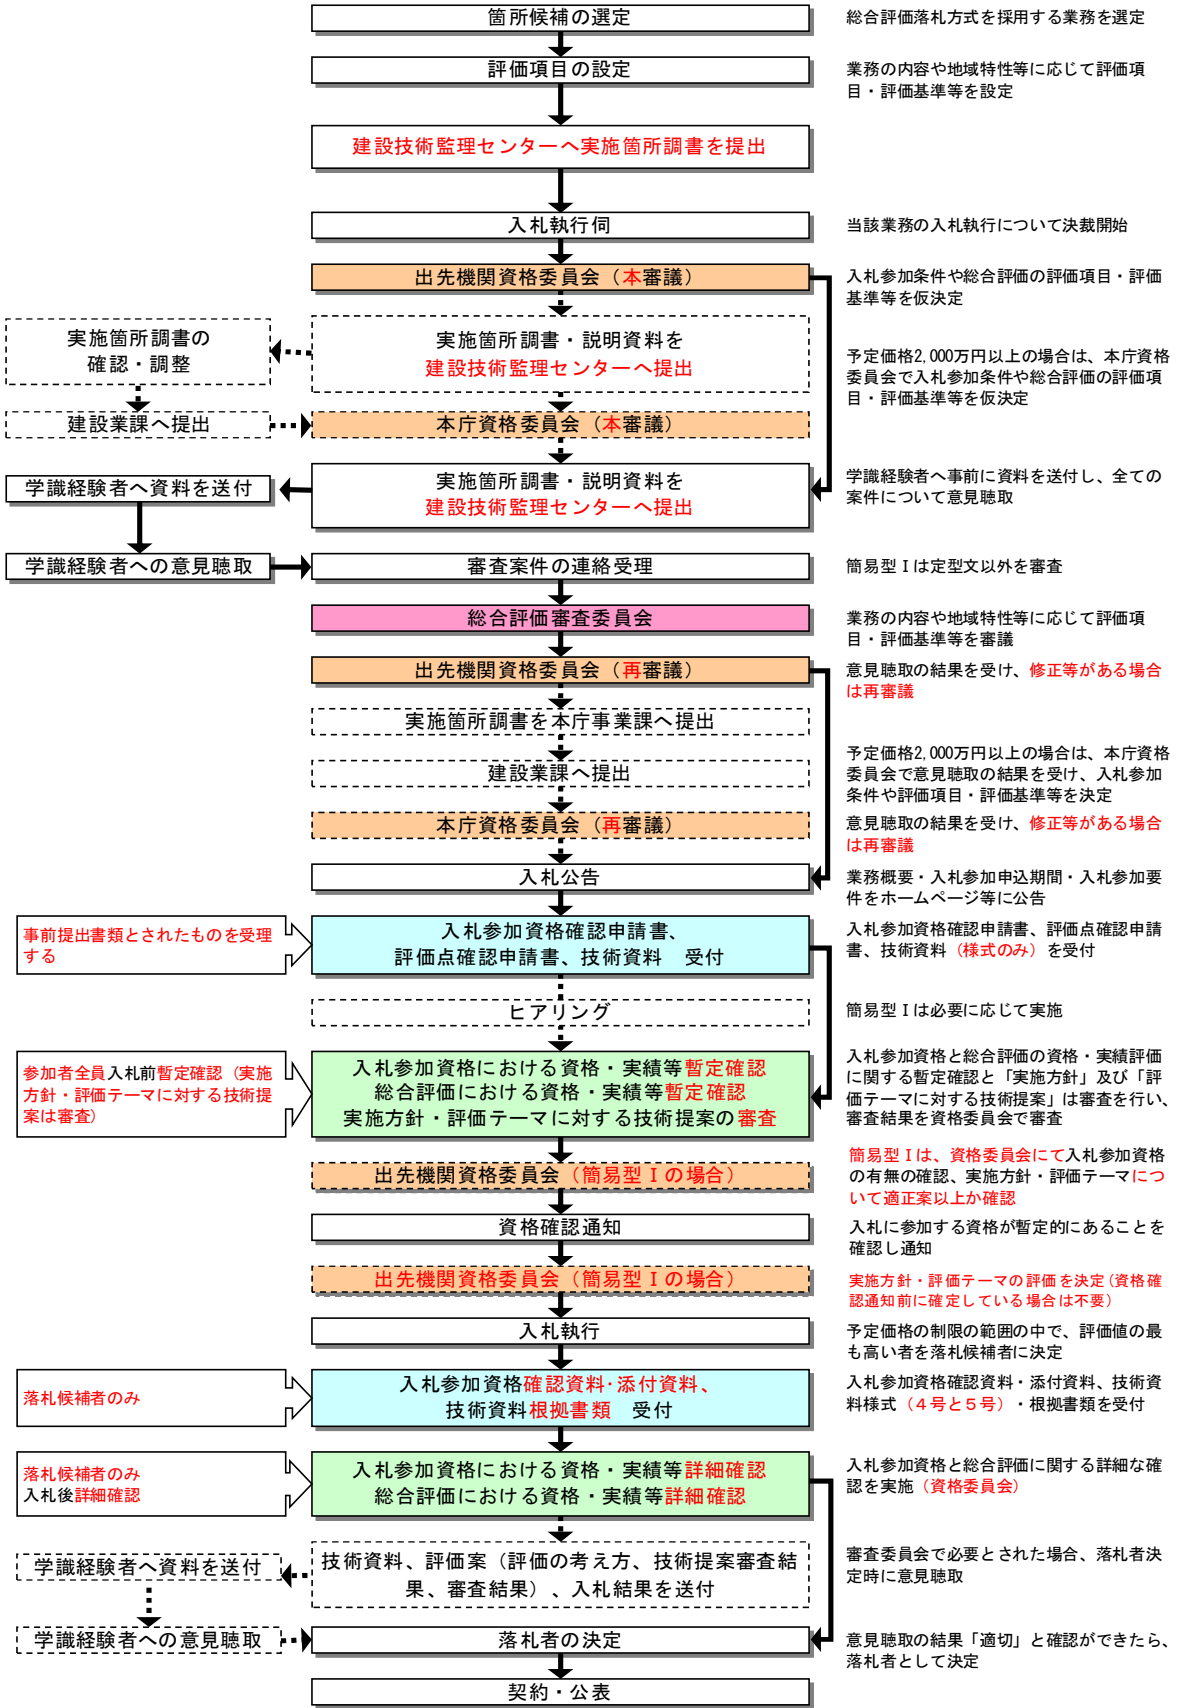 箇所候補の選定
総合評価落札方式を採用する業務を選定
評価項目の設定
業務の内容や地域特性等に応じて評価項
目・評価基準等を設定
建設技術監理センターへ実施箇所調書を提出
入札執行伺
当該業務の入札執行について決裁開始
出先機関資格委員会（本審議）
入札参加条件や総合評価の評価項目・評価
基準等を仮決定
実施箇所調書の
確認・調整
実施箇所調書・説明資料を
建設技術監理センターへ提出
予定価格2,000万円以上の場合は、本庁資格
委員会で入札参加条件や総合評価の評価項
目・評価基準等を仮決定
建設業課へ提出
本庁資格委員会（本審議）
学識経験者へ資料を送付
実施箇所調書・説明資料を
建設技術監理センターへ提出
学識経験者へ事前に資料を送付し、全ての
案件について意見聴取
学識経験者への意見聴取
審査案件の連絡受理
簡易型Ⅰは定型文以外を審査
総合評価審査委員会
業務の内容や地域特性等に応じて評価項
目・評価基準等を審議
出先機関資格委員会（再審議）
意見聴取の結果を受け、修正等がある場合
は再審議
実施箇所調書を本庁事業課へ提出
建設業課へ提出
予定価格2,000万円以上の場合は、本庁資格
委員会で意見聴取の結果を受け、入札参加
条件や評価項目・評価基準等を決定
本庁資格委員会（再審議）
意見聴取の結果を受け、修正等がある場合
は再審議
入札公告
業務概要・入札参加申込期間・入札参加要
件をホームページ等に公告
事前提出書類とされたものを受理
する
入札参加資格確認申請書、
評価点確認申請書、技術資料　受付
入札参加資格確認申請書、評価点確認申請
書、技術資料（様式のみ）を受付
ヒアリング
簡易型Ⅰは必要に応じて実施
参加者全員入札前暫定確認（実施
方針・評価テーマに対する技術提
案は審査）
入札参加資格における資格・実績等暫定確認
総合評価における資格・実績等暫定確認
実施方針・評価テーマに対する技術提案の審査
入札参加資格と総合評価の資格・実績評価
に関する暫定確認と「実施方針」及び「評
価テーマに対する技術提案」は審査を行い、
審査結果を資格委員会で審査
出先機関資格委員会（簡易型Ⅰの場合）
簡易型Ⅰは、資格委員会にて入札参加資格
の有無の確認、実施方針・評価テーマにつ
いて適正案以上か確認
資格確認通知
入札に参加する資格が暫定的にあることを
確認し通知
出先機関資格委員会（簡易型Ⅰの場合）
実施方針・評価テーマの評価を決定（資格確
認通知前に確定している場合は不要）
入札執行
予定価格の制限の範囲の中で、評価値の最
も高い者を落札候補者に決定
落札候補者のみ
入札参加資格確認資料・添付資料、
技術資料根拠書類　受付
入札参加資格確認資料・添付資料、技術資
料様式（４号と５号）・根拠書類を受付
落札候補者のみ
入札後詳細確認
入札参加資格における資格・実績等詳細確認
総合評価における資格・実績等詳細確認
入札参加資格と総合評価に関する詳細な確
認を実施（資格委員会）
学識経験者へ資料を送付
技術資料、評価案（評価の考え方、技術提案審査結
果、審査結果）、入札結果を送付
審査委員会で必要とされた場合、落札者決
定時に意見聴取
学識経験者への意見聴取
落札者の決定
意見聴取の結果「適切」と確認ができたら、
落札者として決定
契約・公表